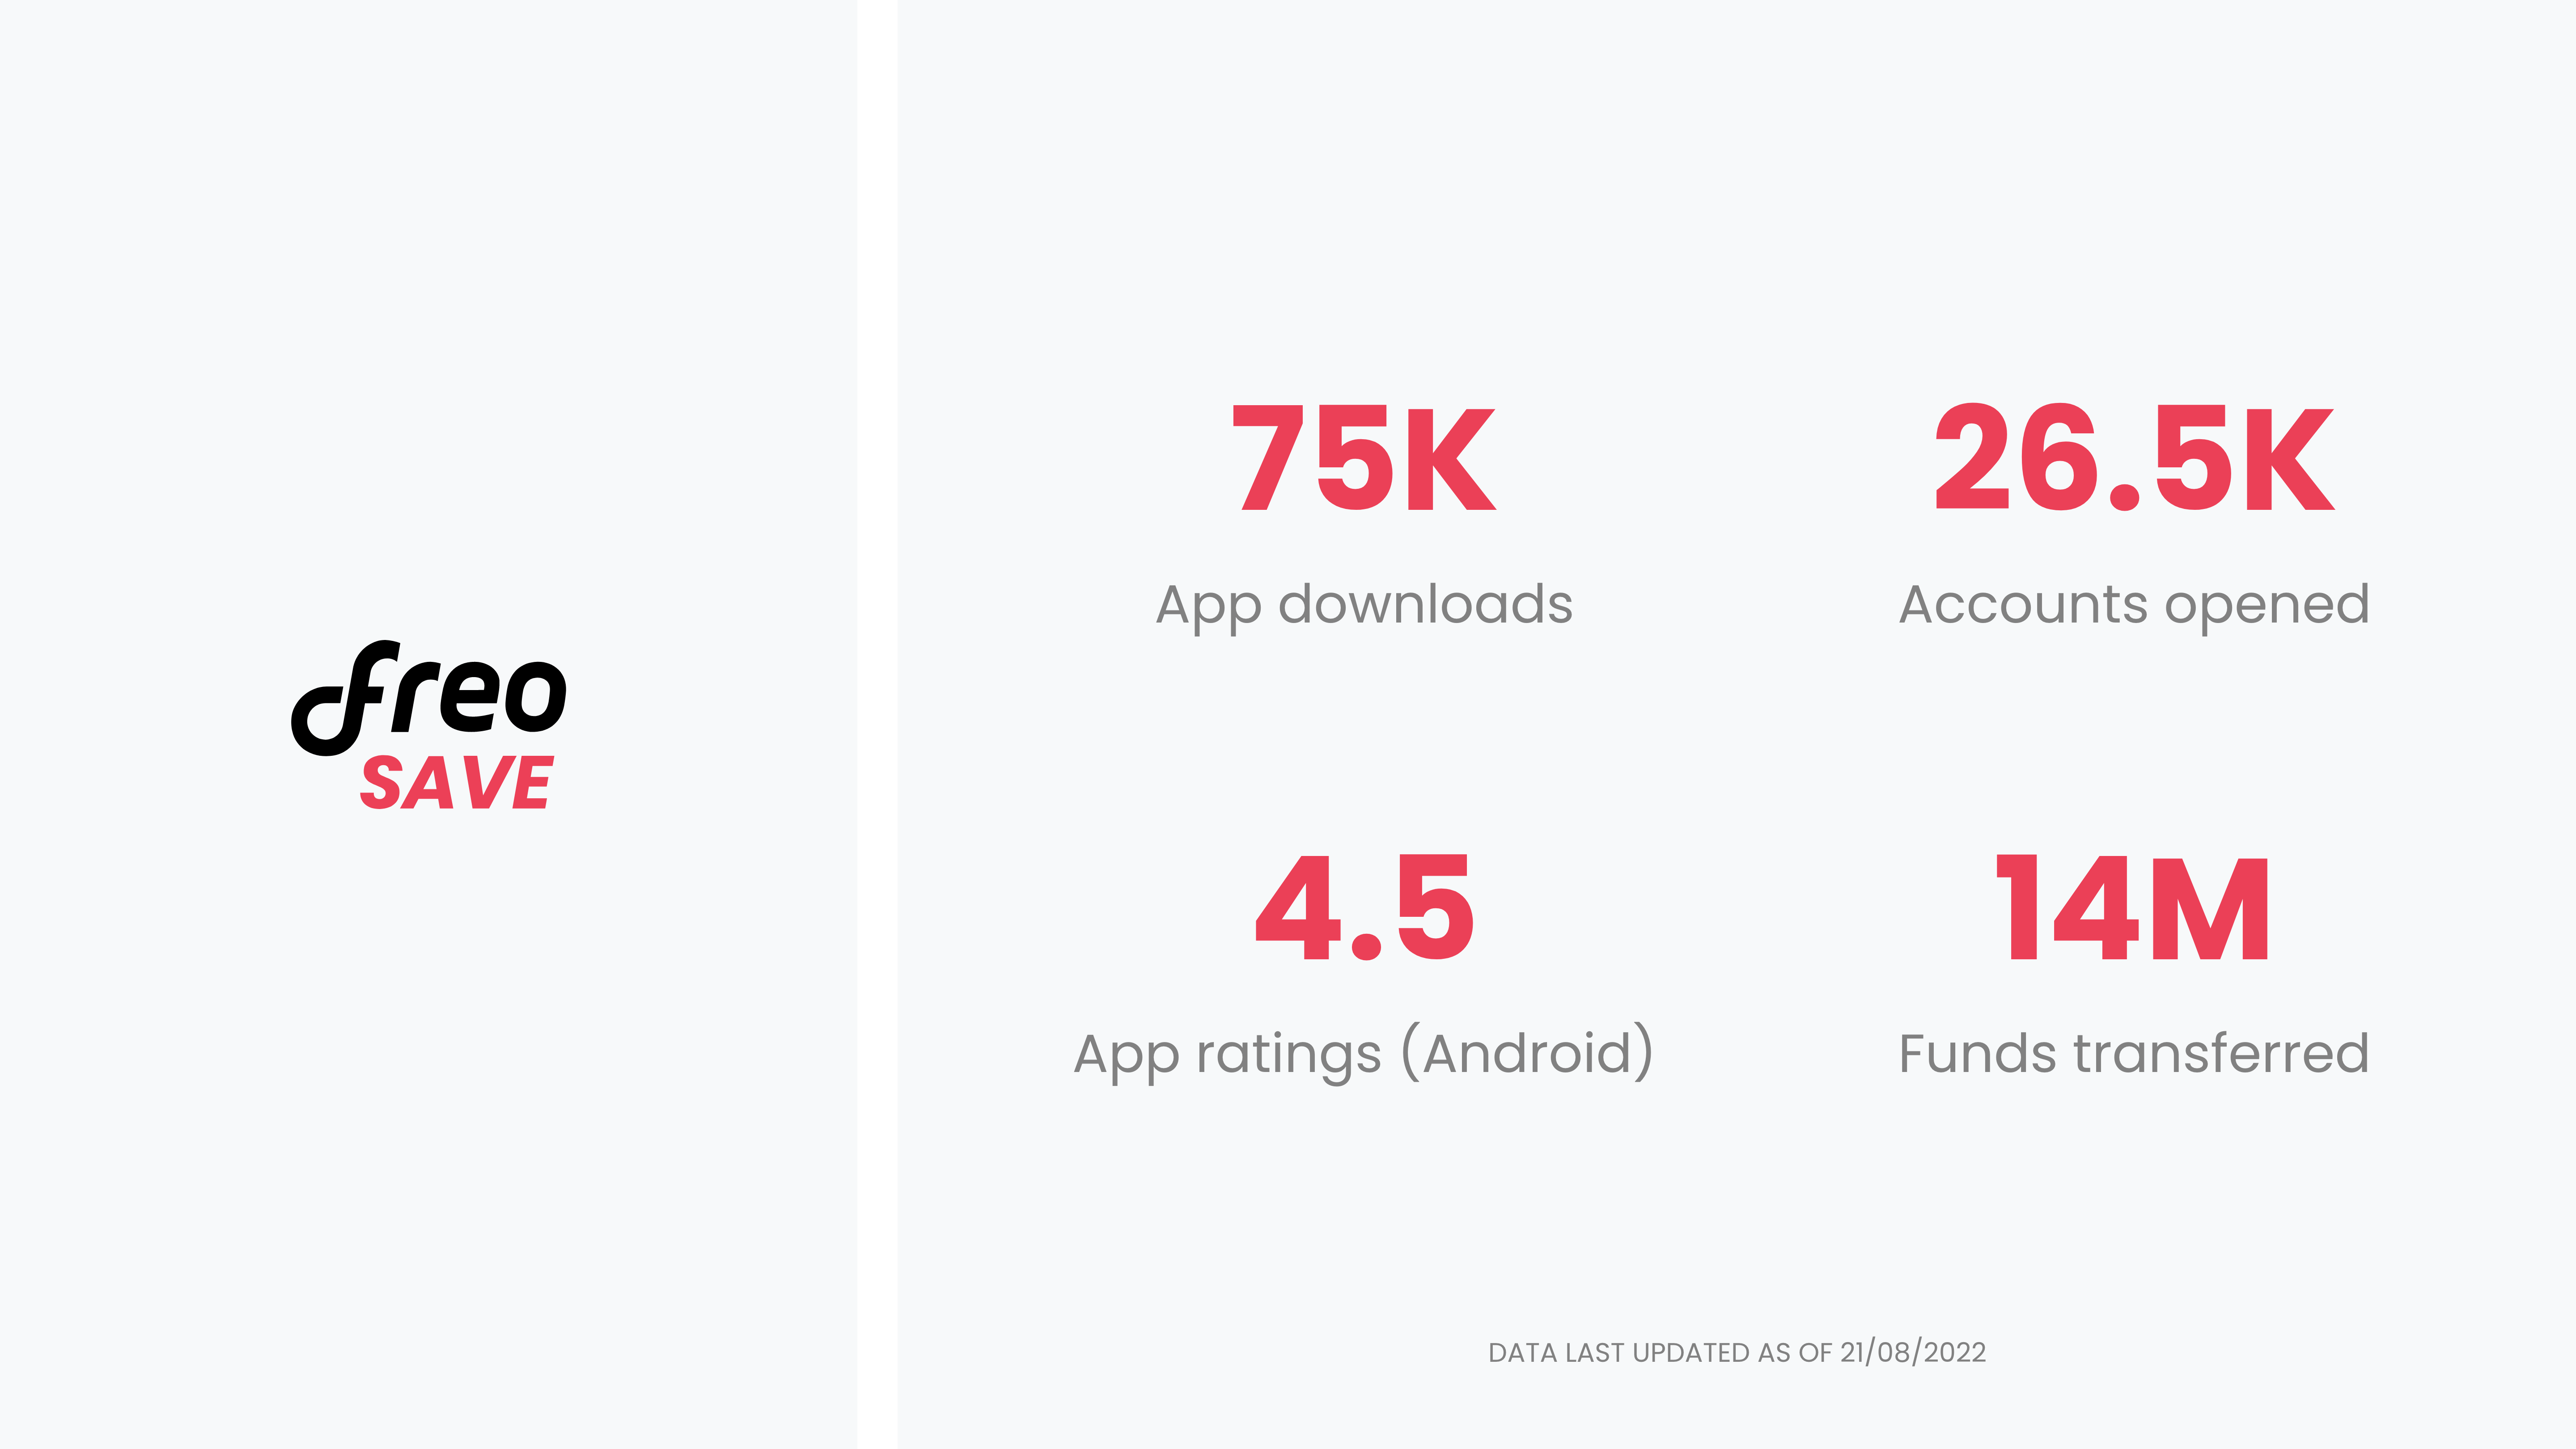 freo
SAVE
75K
App downloads
26.5K
Accounts opened
4.5
App ratings (Android)
14M
Funds transferred
DATA LAST UPDATED AS OF 21/08/2022